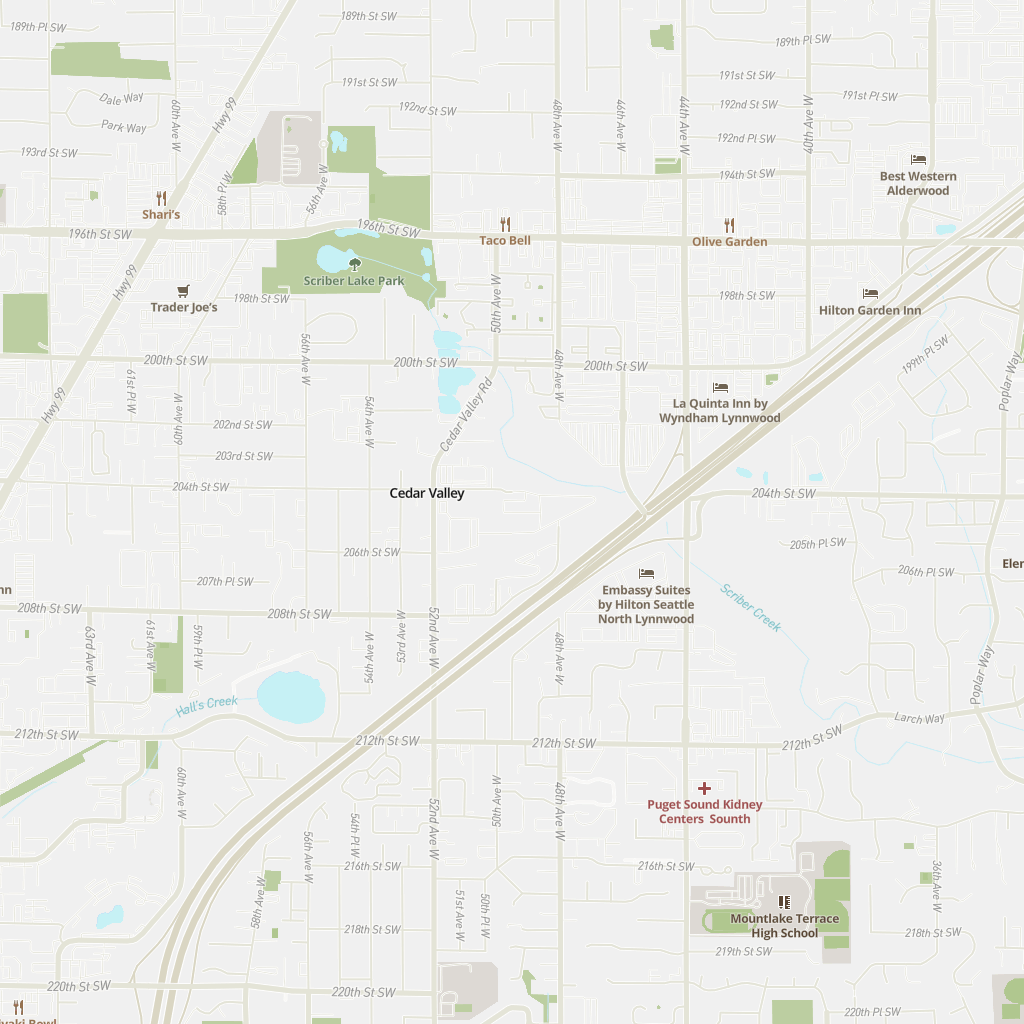 189th St SW
189th Pl SW
189th Pl SW
191st St SW
191st St SW
Dale Way
191st Pl SW
60th Ave W
Hwy 99
192nd St SW
48th Ave W
46th Ave W
44th Ave W
192nd St SW
40th Ave W
Park Way
192nd Pl SW
193rd St SW
Best Western
Alderwood
194th St SW
58th Pl W
56th Ave W
Shari's
196th St SW
196th St SW
Taco Bell
Olive Garden
Hwy 99
Scriber Lake Park
Trader Joe's
198th St SW
50th Ave W
198th St SW
Hilton Garden Inn
200th St SW
56th Ave W
200th St SW
200th St SW
48th Ave W
199th Pl SW
Poplar Way
61st Pl W
Hwy 99
60th Ave W
54th Ave W
Cedar Valley Rd
La Quinta Inn by
Wyndham Lynnwood
202nd St SW
203rd St SW
204th St SW
Cedar Valley
204th St SW
206th St SW
205th Pl SW
206th Pl SW
207th Pl SW
nn
Embassy Suites
by Hilton Seattle
North Lynnwood
Scriber Creek
208th St SW
208th St SW
63rd Ave W
61st Ave W
59th Pl W
54th Ave W
53rd Ave W
52nd Ave W
48th Ave W
Poplar Way
Hall's Creek
Larch Way
212th St SW
212th St SW
212th St SW
212th St SW
60th Ave W
50th Ave W
48th Ave W
52nd Ave W
Puget Sound Kidney
Centers Sounth
56th Ave W
54th Pl W
216th St SW
216th St SW
36th Ave W
58th Ave W
51st Ave W
50th Pl W
Mountlake Terrace
High School
218th St SW
218th St SW
219th St SW
220th St SW
220th St SW
220th Pl SW